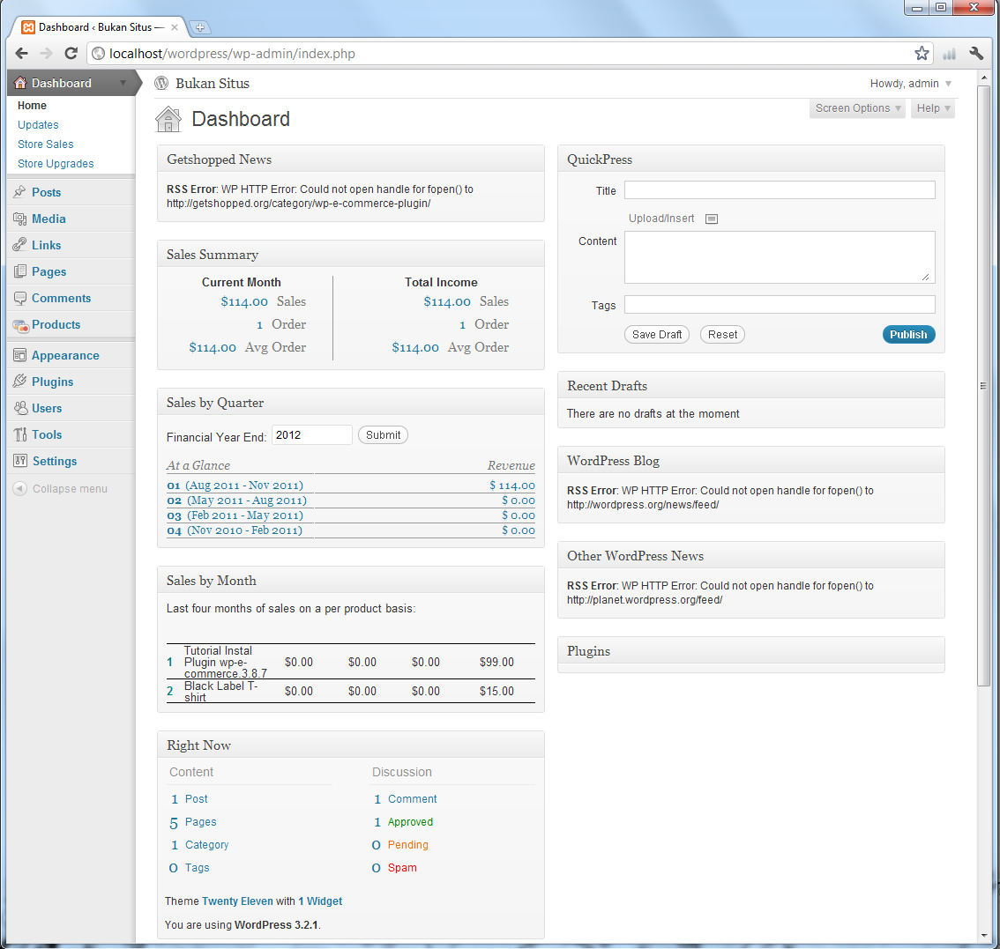 Dashboard ‹ Bukan Situs —
localhost/wordpress/wp-admin/index.php
Dashboard
Home
Updates
Store Sales
Store Upgrades
Posts
Media
Links
Pages
Comments
Products
Appearance
Plugins
Users
Tools
Settings
Collapse menu
Bukan Situs
Howdy, admin
Screen Options
Help
Dashboard
Getshopped News
RSS Error: WP HTTP Error: Could not open handle for fopen() to
http://getshopped.org/category/wp-e-commerce-plugin/
Sales Summary
Current Month Total Income
$114.00 Sales $114.00 Sales
1 Order 1 Order
$114.00 Avg Order $114.00 Avg Order
Sales by Quarter
Financial Year End: 2012 Submit
At a Glance Revenue
01 (Aug 2011 - Nov 2011) $ 114.00
02 (May 2011 - Aug 2011) $ 0.00
03 (Feb 2011 - May 2011) $ 0.00
04 (Nov 2010 - Feb 2011) $ 0.00
Sales by Month
Last four months of sales on a per product basis:
Tutorial Instal
1 Plugin wp-e- $0.00 $0.00 $0.00 $99.00
commerce.3.8.7
2 Black Label T- $0.00 $0.00 $0.00 $15.00
shirt
Right Now
Content Discussion
1 Post 1 Comment
5 Pages 1 Approved
1 Category 0 Pending
0 Tags 0 Spam
Theme Twenty Eleven with 1 Widget
You are using WordPress 3.2.1.
QuickPress
Title
Upload/Insert
Content
Tags
Save Draft Reset Publish
Recent Drafts
There are no drafts at the moment
WordPress Blog
RSS Error: WP HTTP Error: Could not open handle for fopen() to
http://wordpress.org/news/feed/
Other WordPress News
RSS Error: WP HTTP Error: Could not open handle for fopen() to
http://planet.wordpress.org/feed/
Plugins